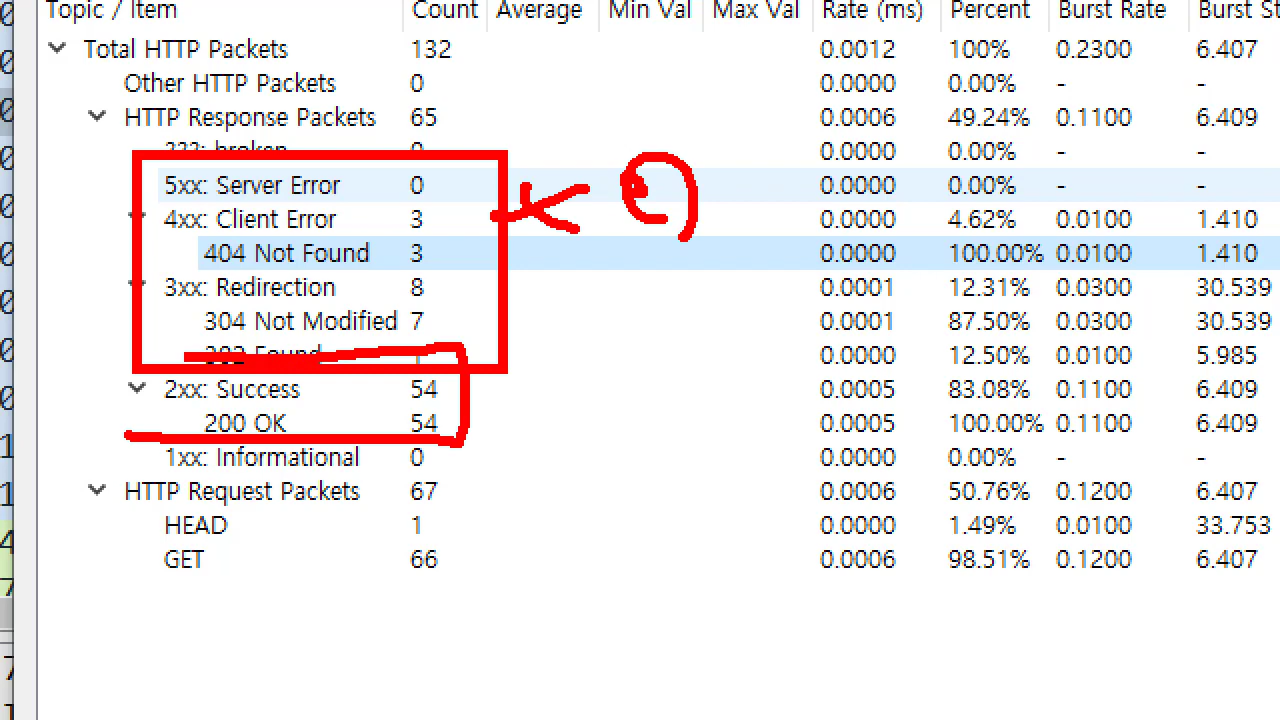 Topic / Item Count Average Min Val Max Val Rate (ms) Percent Burst Rate Burst St
Total HTTP Packets 132 0.0012 100% 0.2300 6.407
Other HTTP Packets 0 0.0000 0.00% - -
HTTP Response Packets 65 0.0006 49.24% 0.1100 6.409
???: broken 0 0.0000 0.00% - -
5xx: Server Error 0 0.0000 0.00% - -
4xx: Client Error 3 0.0000 4.62% 0.0100 1.410
404 Not Found 3 0.0000 100.00% 0.0100 1.410
3xx: Redirection 8 0.0001 12.31% 0.0300 30.539
304 Not Modified 7 0.0001 87.50% 0.0300 30.539
302 Found 1 0.0000 12.50% 0.0100 5.985
2xx: Success 54 0.0005 83.08% 0.1100 6.409
200 OK 54 0.0005 100.00% 0.1100 6.409
1xx: Informational 0 0.0000 0.00% - -
HTTP Request Packets 67 0.0006 50.76% 0.1200 6.407
HEAD 1 0.0000 1.49% 0.0100 33.753
GET 66 0.0006 98.51% 0.1200 6.407